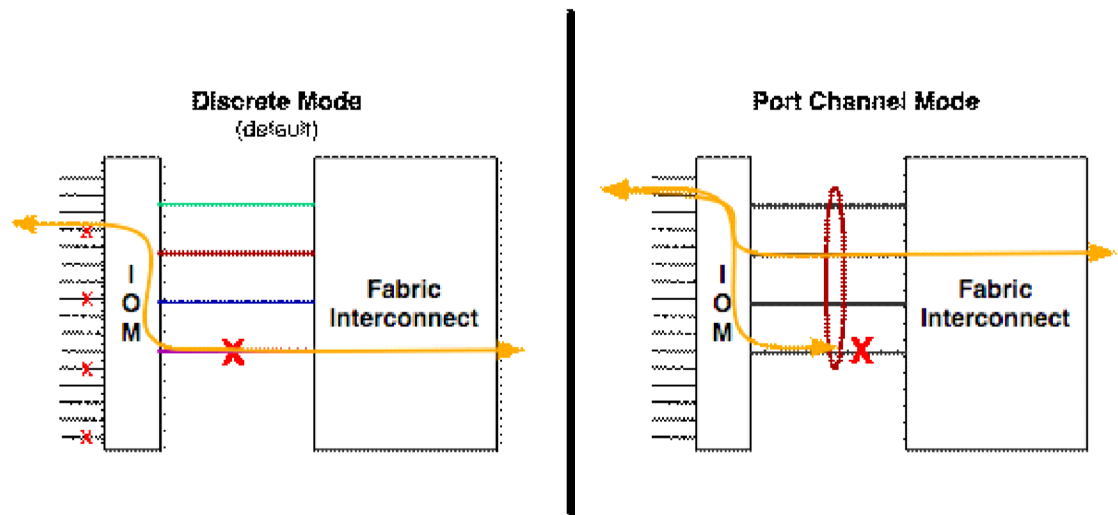 Discrete Mode
(default)
I
O
M
Fabric
Interconnect
Port Channel Mode
I
O
M
Fabric
Interconnect